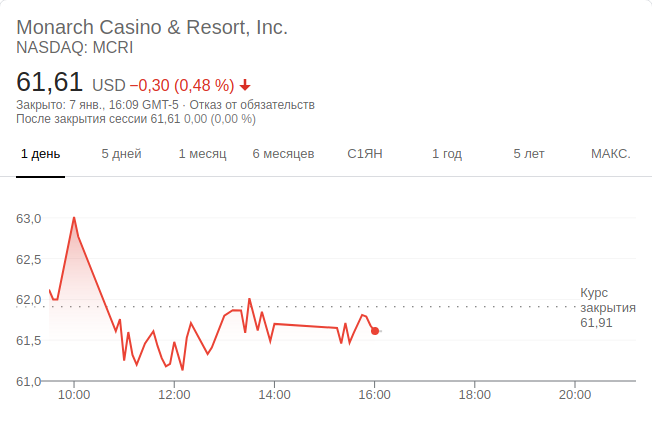 Monarch Casino & Resort, Inc.
NASDAQ: MCRI
61,61 USD −0,30 (0,48 %)
Закрыто: 7 янв., 16:09 GMT-5 · Отказ от обязательств
После закрытия сессии 61,61 0,00 (0,00 %)
1 день 5 дней 1 месяц 6 месяцев С1ЯН 1 год 5 лет МАКС.
63,0
62,5
62,0
61,5
61,0
Курс
закрытия
61,91
10:00 12:00 14:00 16:00 18:00 20:00